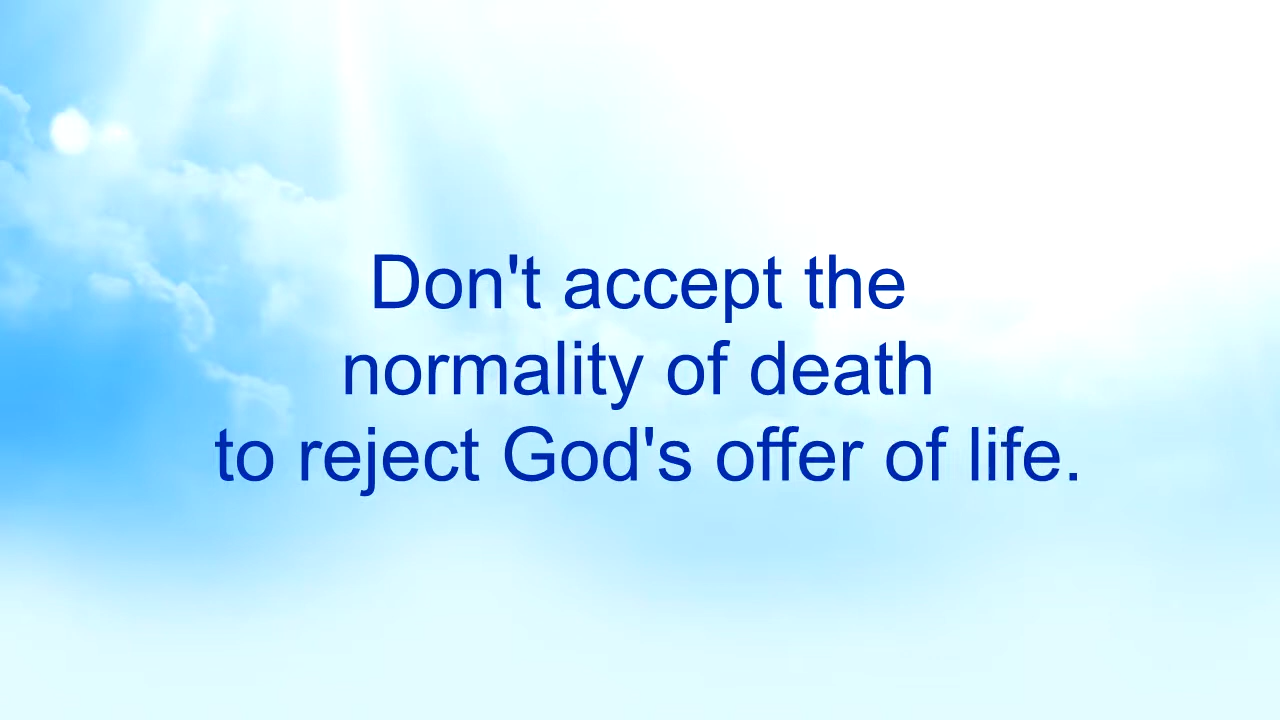 Don't accept the
normality of death
to reject God's offer of life.